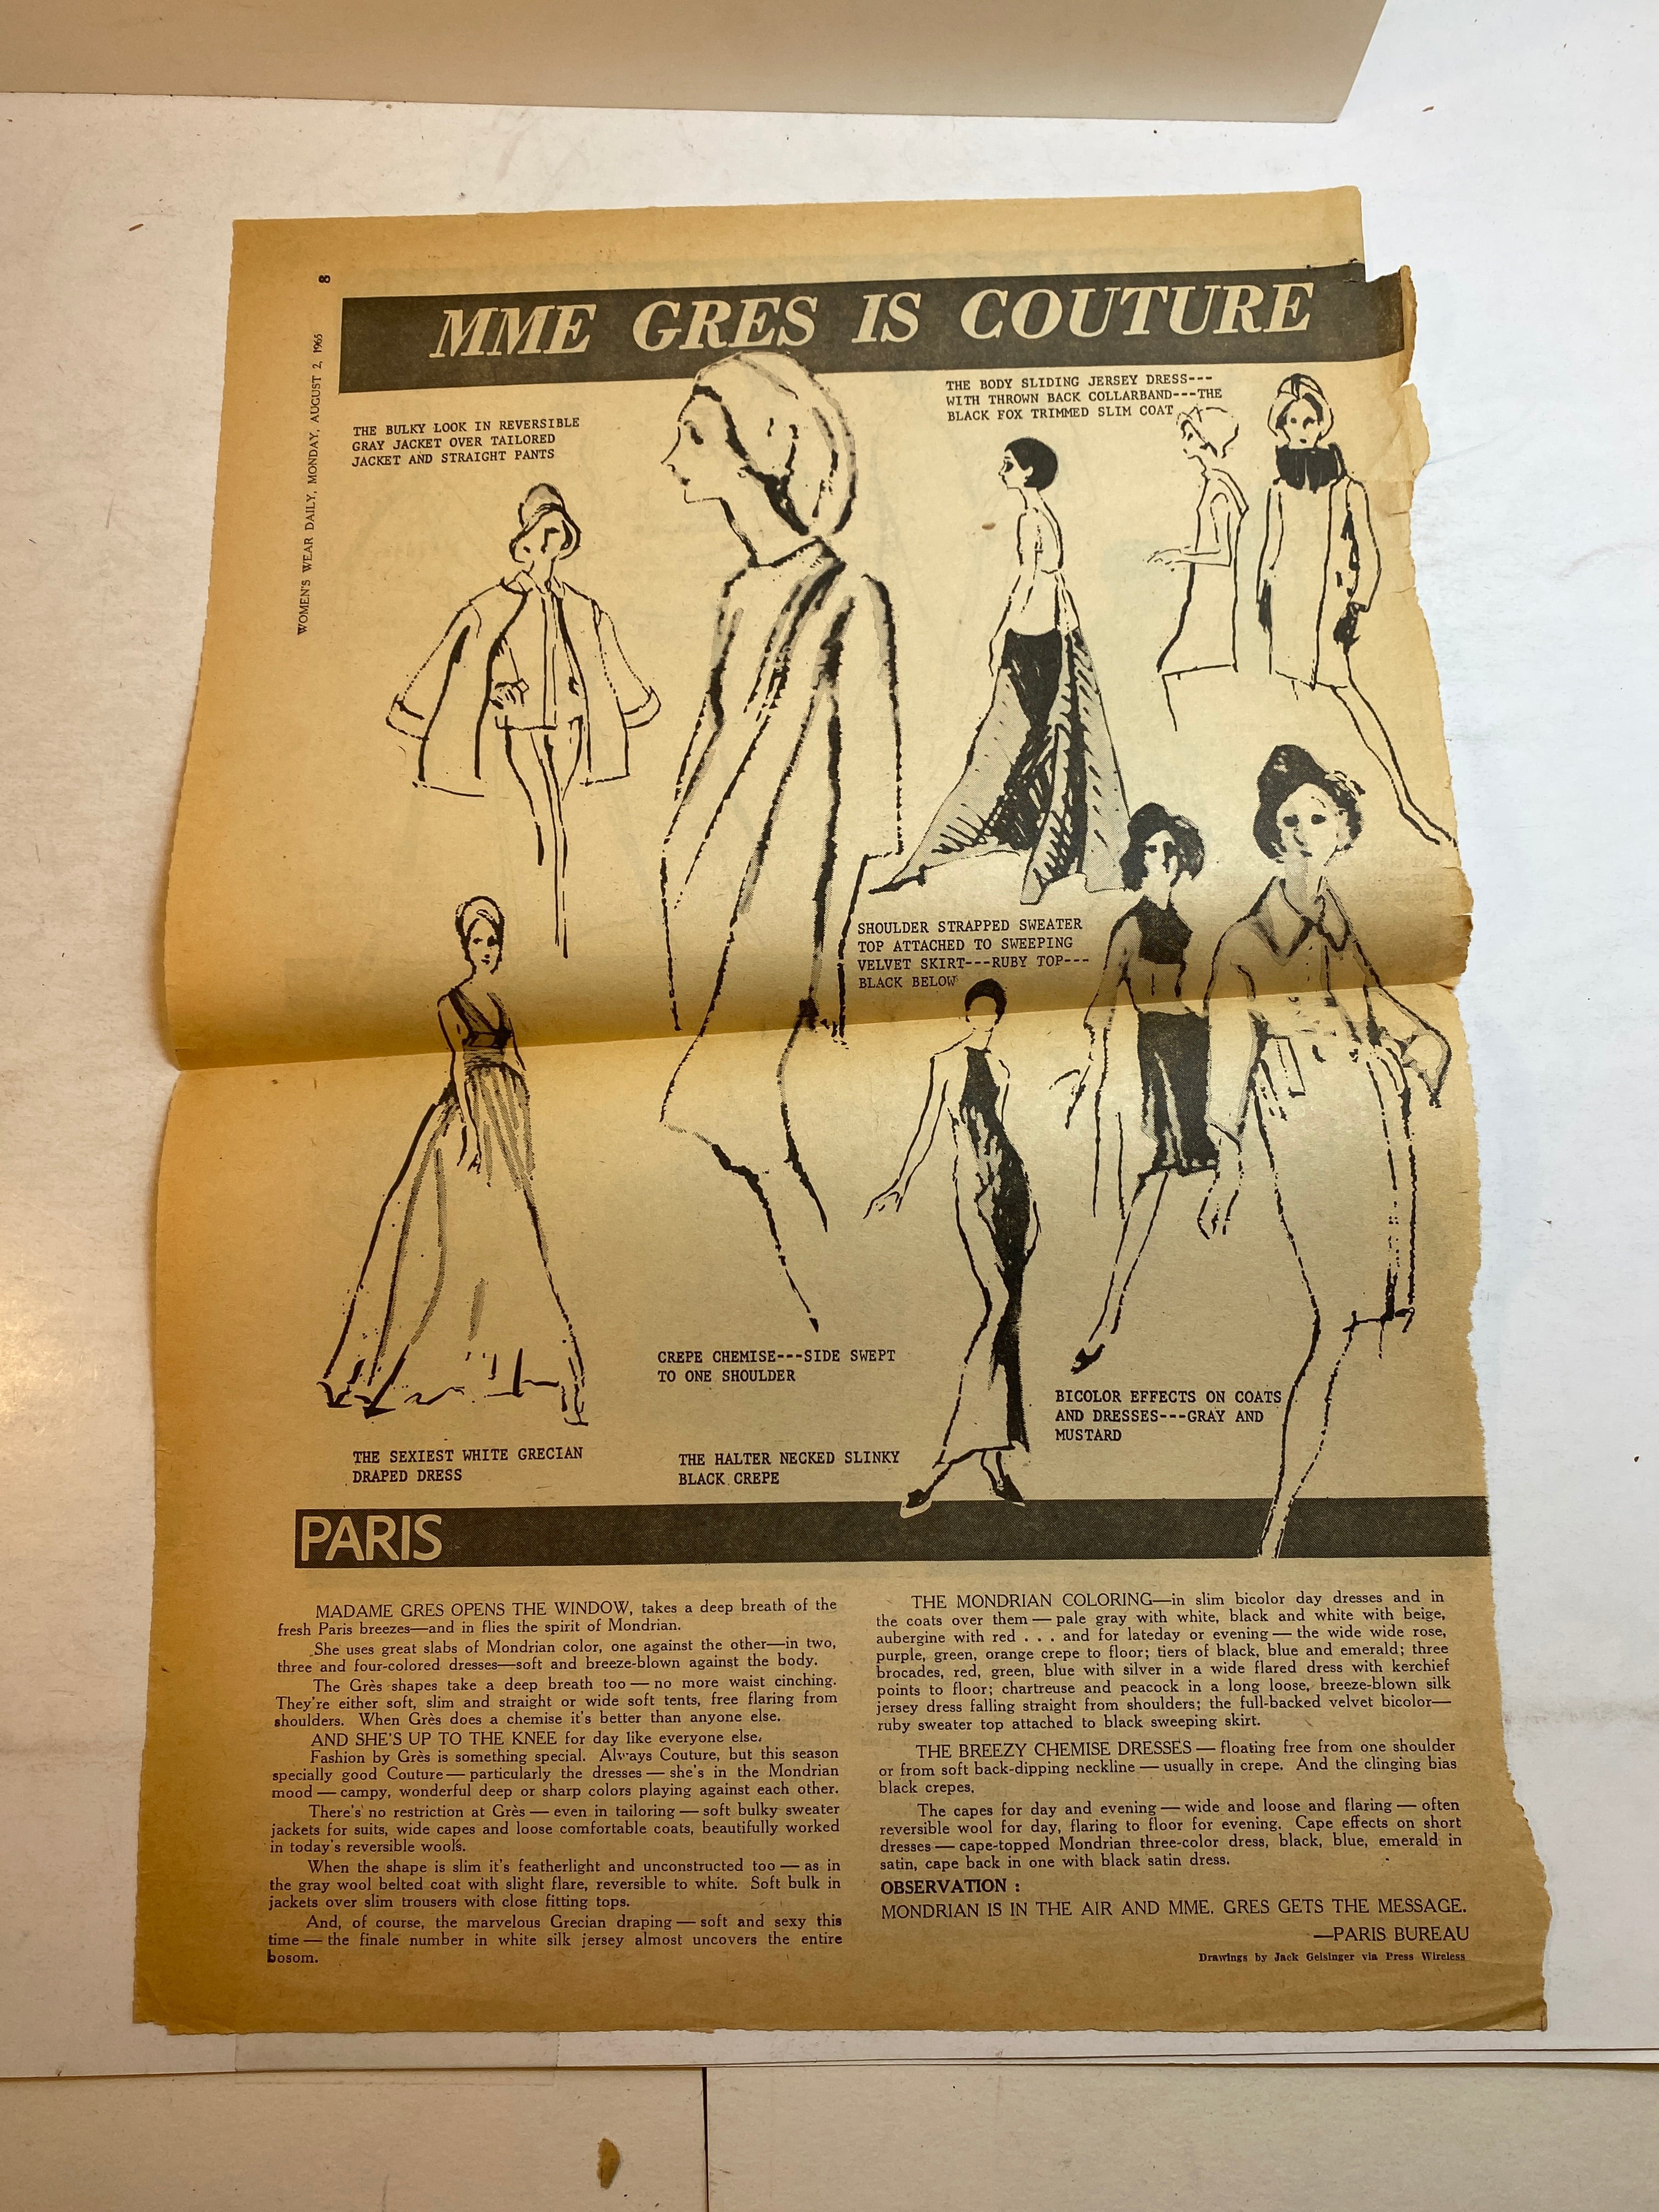 8
WOMEN'S WEAR DAILY, MONDAY, AUGUST 2, 1965
MME GRES IS COUTURE
THE BULKY LOOK IN REVERSIBLE
GRAY JACKET OVER TAILORED
JACKET AND STRAIGHT PANTS
THE BODY SLIDING JERSEY DRESS---
WITH THROWN BACK COLLARBAND---THE
BLACK FOX TRIMMED SLIM COAT
SHOULDER STRAPPED SWEATER
TOP ATTACHED TO SWEEPING
VELVET SKIRT---RUBY TOP---
BLACK BELOW
CREPE CHEMISE---SIDE SWEPT
TO ONE SHOULDER
BICOLOR EFFECTS ON COATS
AND DRESSES---GRAY AND
MUSTARD
THE SEXIEST WHITE GRECIAN
DRAPED DRESS
THE HALTER NECKED SLINKY
BLACK CREPE
PARIS
MADAME GRES OPENS THE WINDOW, takes a deep breath of the
fresh Paris breezes—and in flies the spirit of Mondrian.
She uses great slabs of Mondrian color, one against the other—in two,
three and four-colored dresses—soft and breeze-blown against the body.
The Grès shapes take a deep breath too — no more waist cinching.
They're either soft, slim and straight or wide soft tents, free flaring from
shoulders. When Grès does a chemise it's better than anyone else.
AND SHE'S UP TO THE KNEE for day like everyone else.
Fashion by Grès is something special. Always Couture, but this season
specially good Couture — particularly the dresses — she's in the Mondrian
mood — campy, wonderful deep or sharp colors playing against each other.
There's no restriction at Grès — even in tailoring — soft bulky sweater
jackets for suits, wide capes and loose comfortable coats, beautifully worked
in today's reversible wools.
When the shape is slim it's featherlight and unconstructed too — as in
the gray wool belted coat with slight flare, reversible to white. Soft bulk in
jackets over slim trousers with close fitting tops.
And, of course, the marvelous Grecian draping — soft and sexy this
time — the finale number in white silk jersey almost uncovers the entire
bosom.
THE MONDRIAN COLORING—in slim bicolor day dresses and in
the coats over them — pale gray with white, black and white with beige,
aubergine with red . . . and for lateday or evening — the wide wide rose,
purple, green, orange crepe to floor; tiers of black, blue and emerald; three
brocades, red, green, blue with silver in a wide flared dress with kerchief
points to floor; chartreuse and peacock in a long loose, breeze-blown silk
jersey dress falling straight from shoulders; the full-backed velvet bicolor—
ruby sweater top attached to black sweeping skirt.
THE BREEZY CHEMISE DRESSES — floating free from one shoulder
or from soft back-dipping neckline — usually in crepe. And the clinging bias
black crepes.
The capes for day and evening — wide and loose and flaring — often
reversible wool for day, flaring to floor for evening. Cape effects on short
dresses — cape-topped Mondrian three-color dress, black, blue, emerald in
satin, cape back in one with black satin dress.
OBSERVATION :
MONDRIAN IS IN THE AIR AND MME. GRES GETS THE MESSAGE.
—PARIS BUREAU
Drawings by Jack Geisinger via Press Wireless